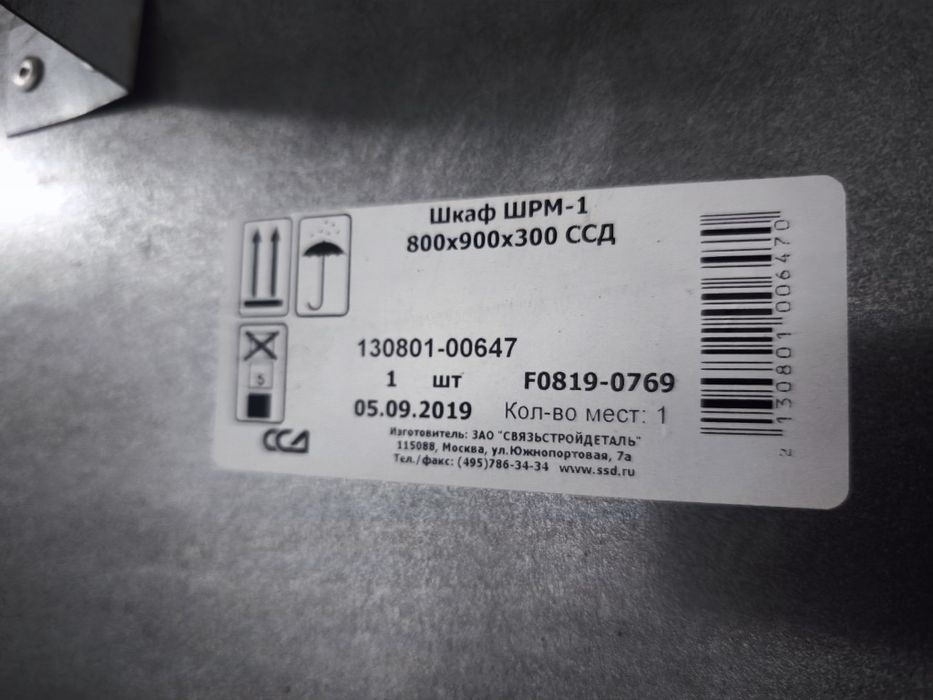 Шкаф ШРМ-1
800х900х300 ССД
5
130801-00647
1 шт F0819-0769
05.09.2019 Кол-во мест: 1
ССД
Изготовитель: ЗАО "СВЯЗЬСТРОЙДЕТАЛЬ"
115088, Москва, ул.Южнопортовая, 7а
Тел./факс: (495)786-34-34 www.ssd.ru
2 130801 006470